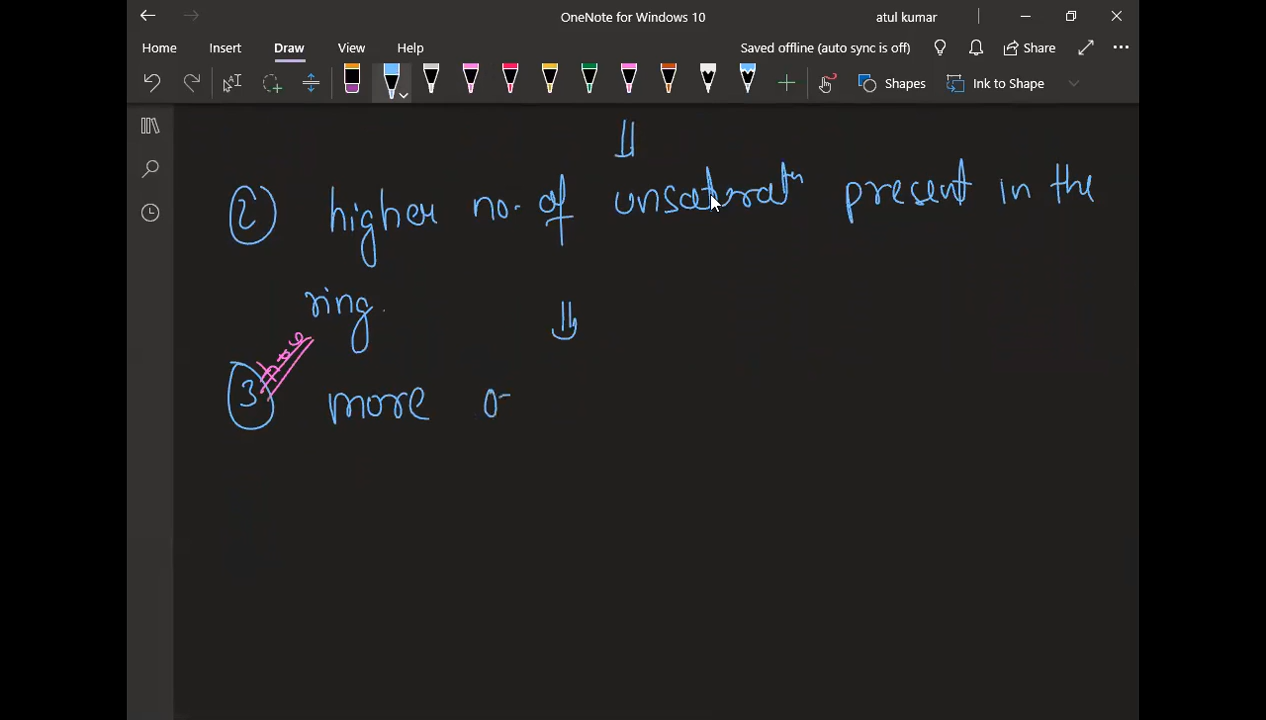 OneNote for Windows 10
atul kumar
Home Insert Draw View Help
Saved offline (auto sync is off)
Share
Shapes
Ink to Shape
② higher no. of unsaturatⁿ present in the
ring.
③ more o